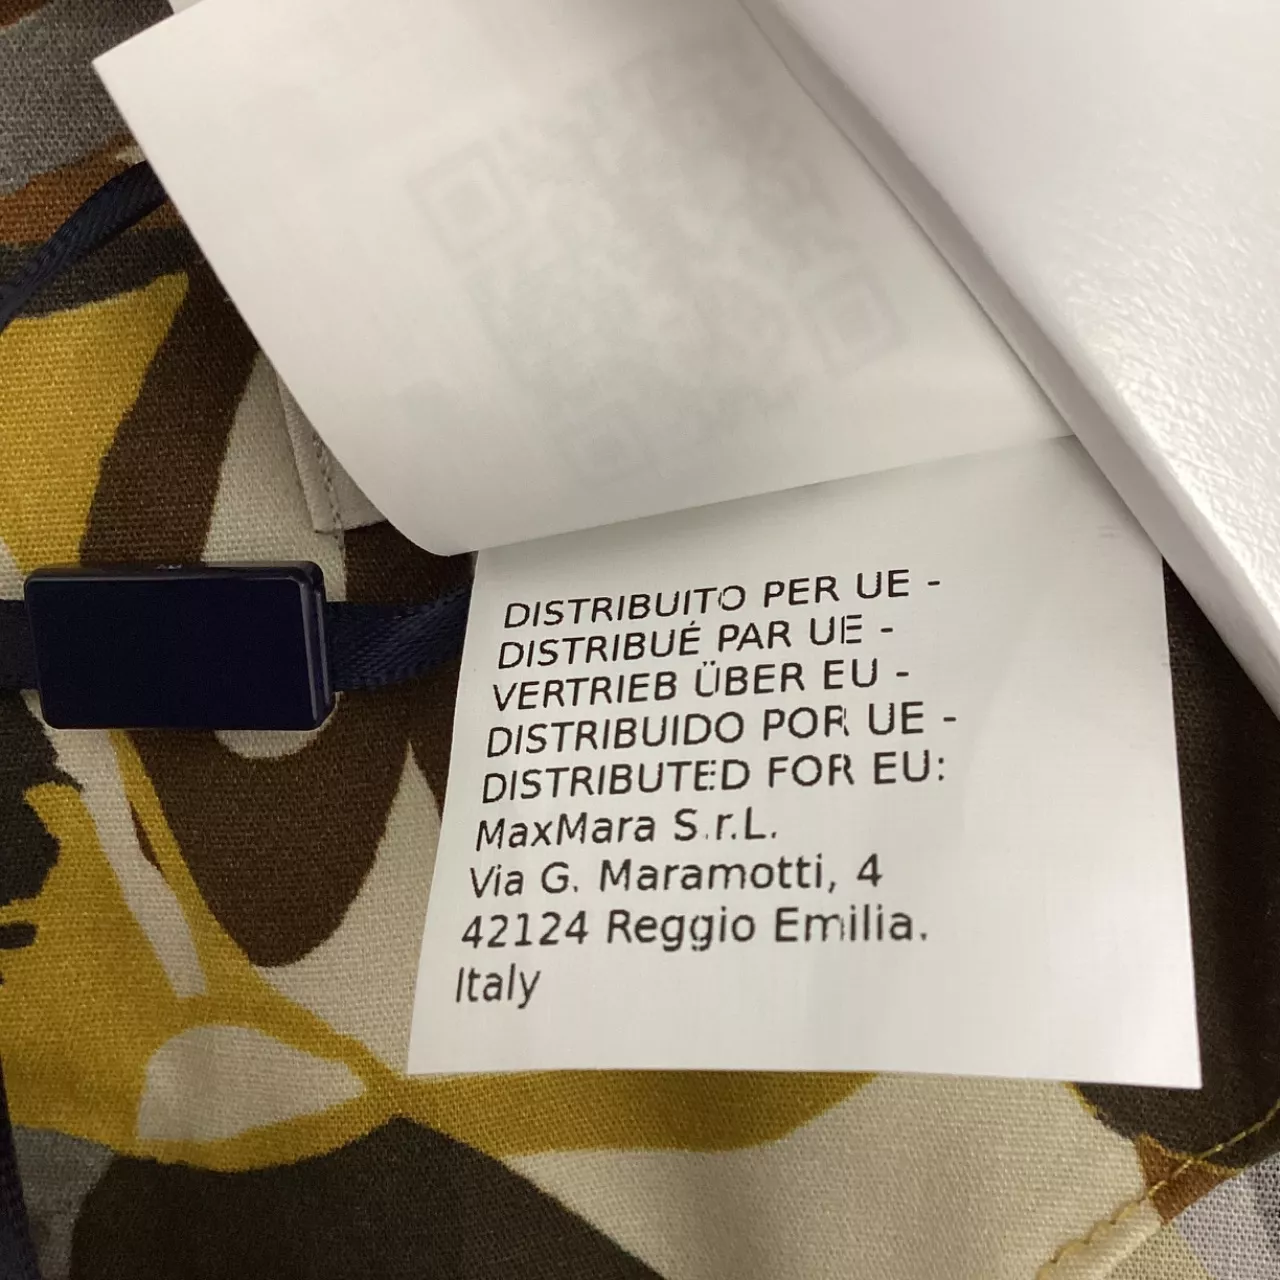 DISTRIBUITO PER UE -
DISTRIBUÉ PAR UE -
VERTRIEB ÜBER EU -
DISTRIBUIDO POR UE -
DISTRIBUTED FOR EU:
MaxMara S.r.L.
Via G. Maramotti, 4
42124 Reggio Emilia.
Italy